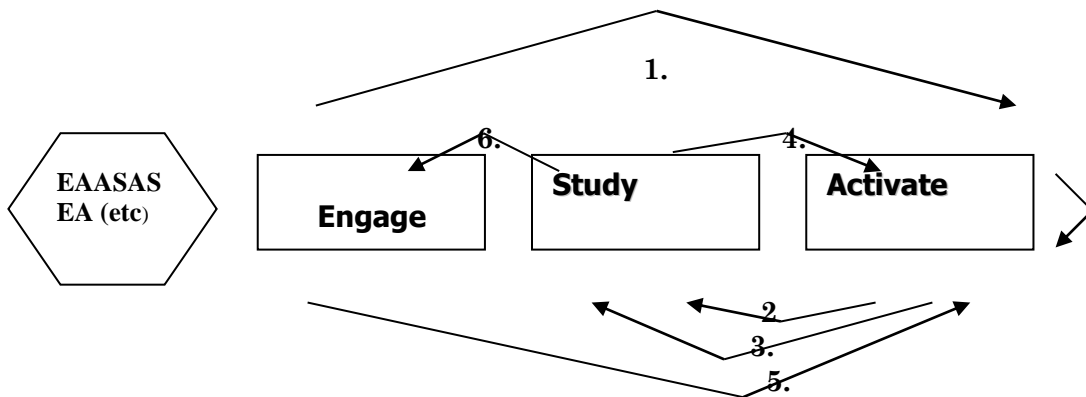 1.
6.
4.
EAASAS
EA (etc)
Study
Activate
Engage
2
3.
5.